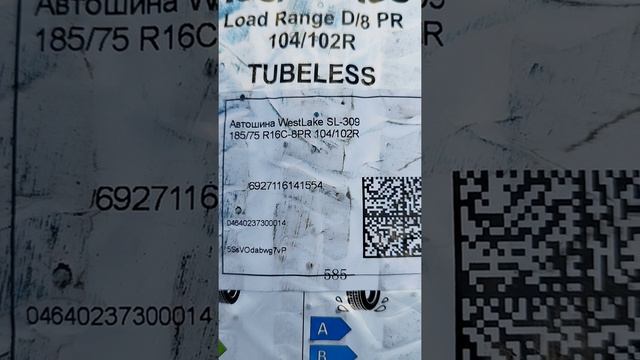 Load Range D/8 PR
104/102R
TUBELESS
Автошина WestLake SL-309
185/75 R16C-8PR 104/102R
6927116141554
04640237300014
5SsVOdabwg7vP
585
A
B